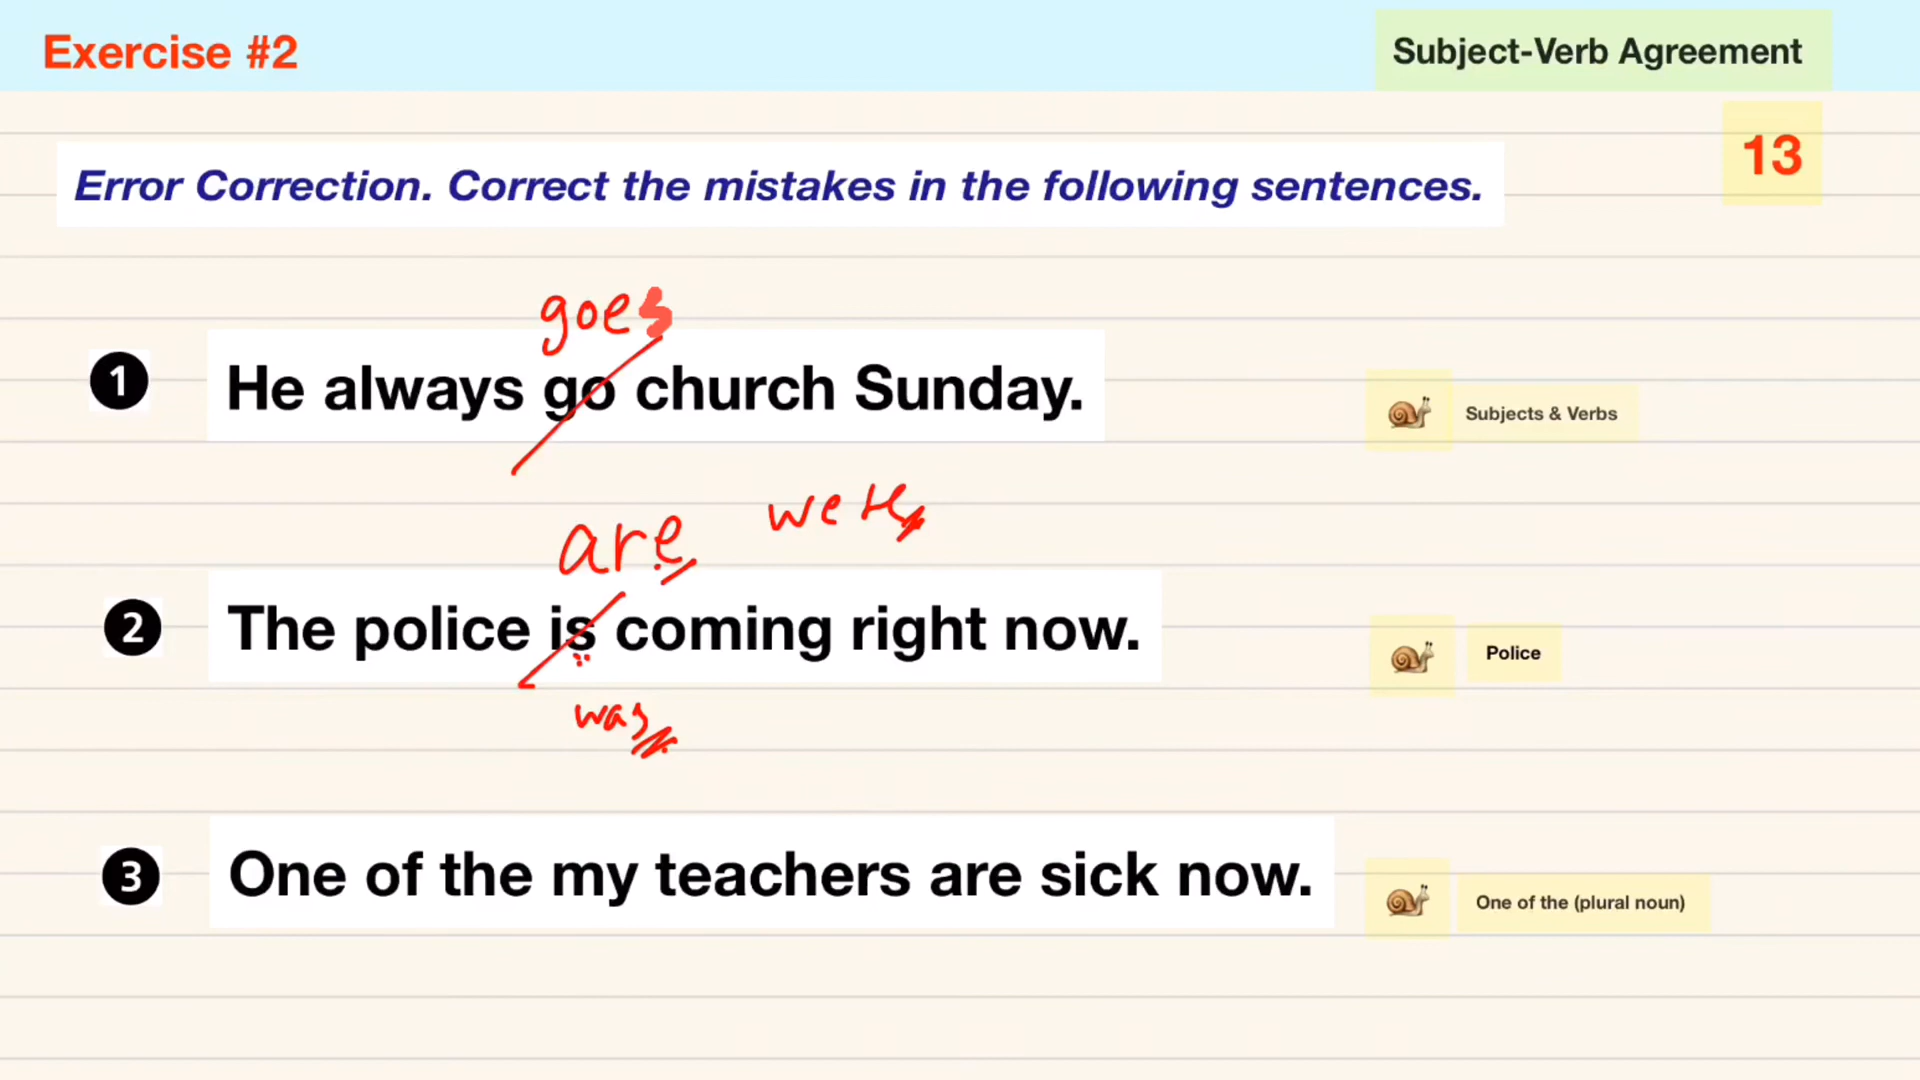 Exercise #2
Subject-Verb Agreement
13
Error Correction. Correct the mistakes in the following sentences.
goes
1 He always go church Sunday.
Subjects & Verbs
are were
2 The police is coming right now.
Police
was
3 One of the my teachers are sick now.
One of the (plural noun)